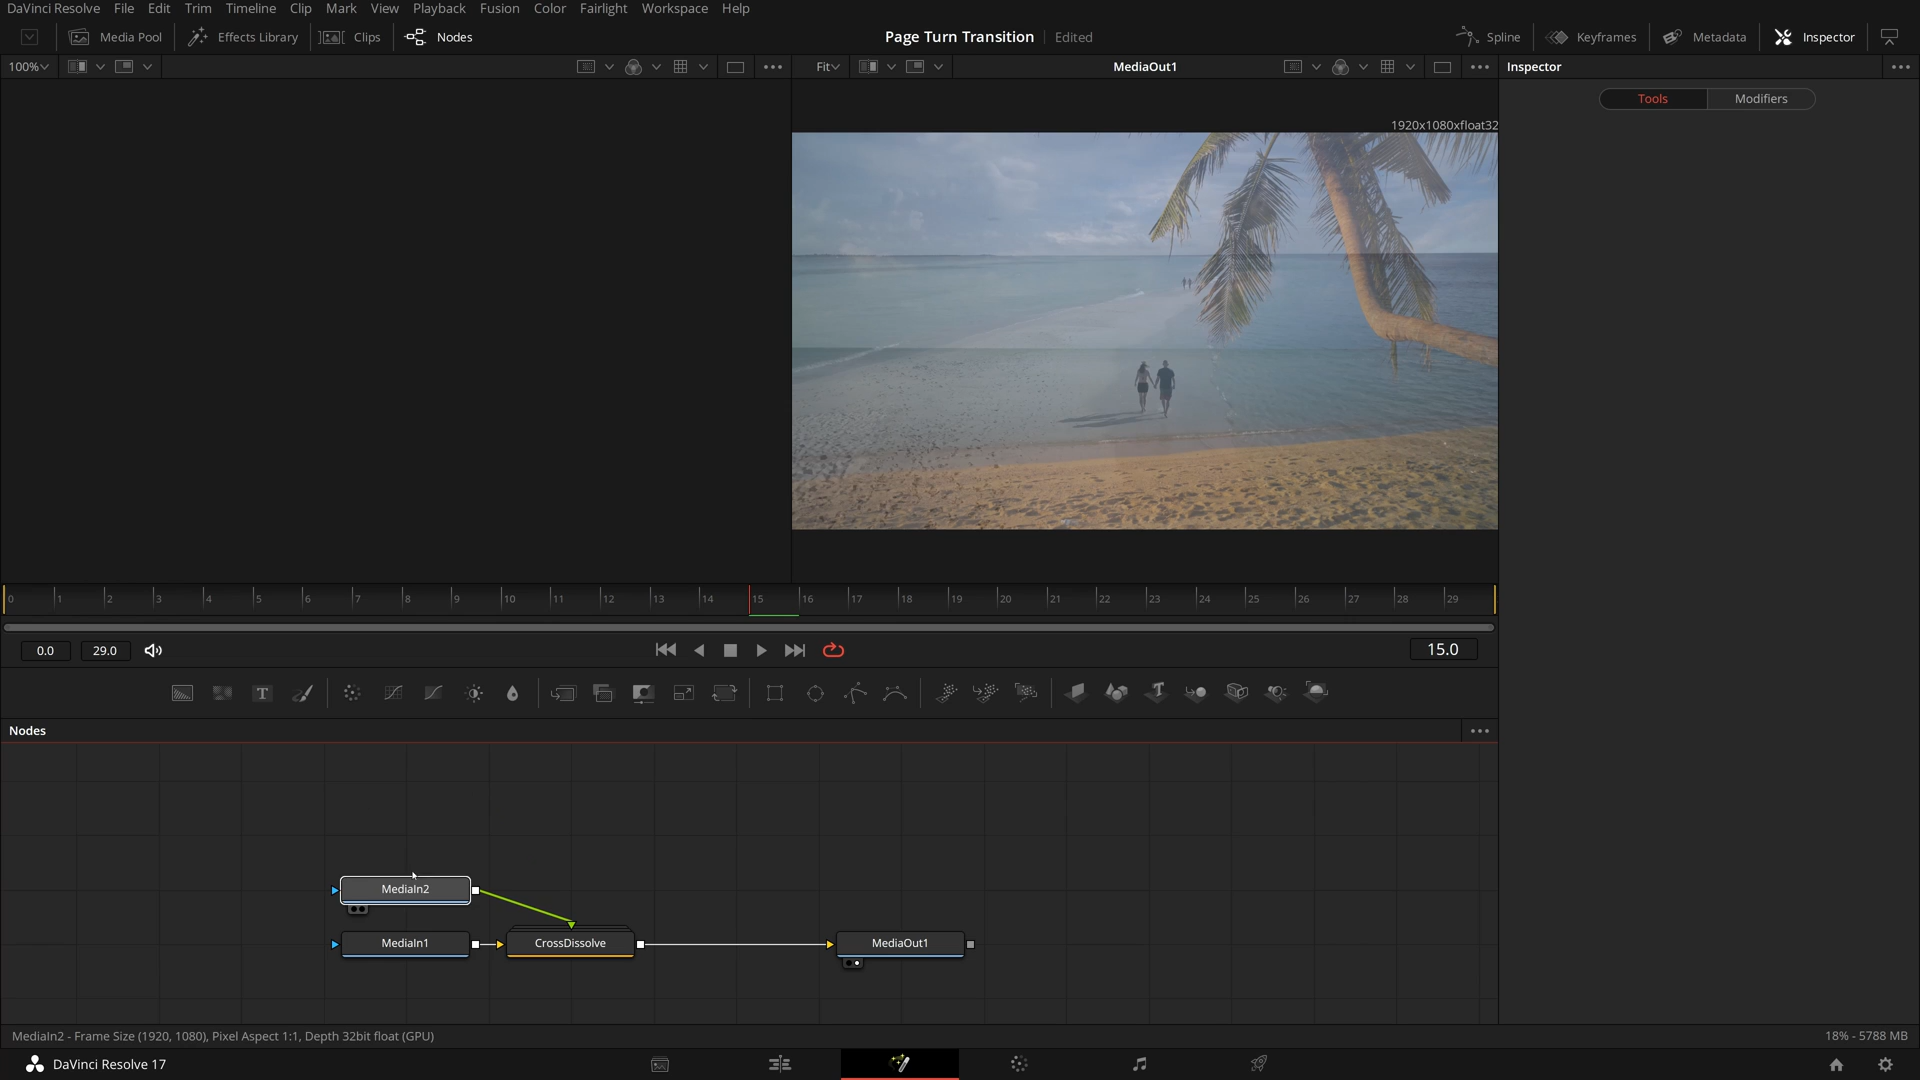 DaVinci Resolve File Edit Trim Timeline Clip Mark View Playback Fusion Color Fairlight Workspace Help
Media Pool Effects Library Clips Nodes Page Turn Transition Edited Spline Keyframes Metadata Inspector
100% Fit MediaOut1 Inspector
Tools Modifiers
1920x1080xfloat32
0 1 2 3 4 5 6 7 8 9 10 11 12 13 14 15 16 17 18 19 20 21 22 23 24 25 26 27 28 29
0.0 29.0 15.0
T T
Nodes
MediaIn2
MediaIn1 CrossDissolve MediaOut1
MediaIn2 - Frame Size (1920, 1080), Pixel Aspect 1:1, Depth 32bit float (GPU) 18% - 5788 MB
DaVinci Resolve 17